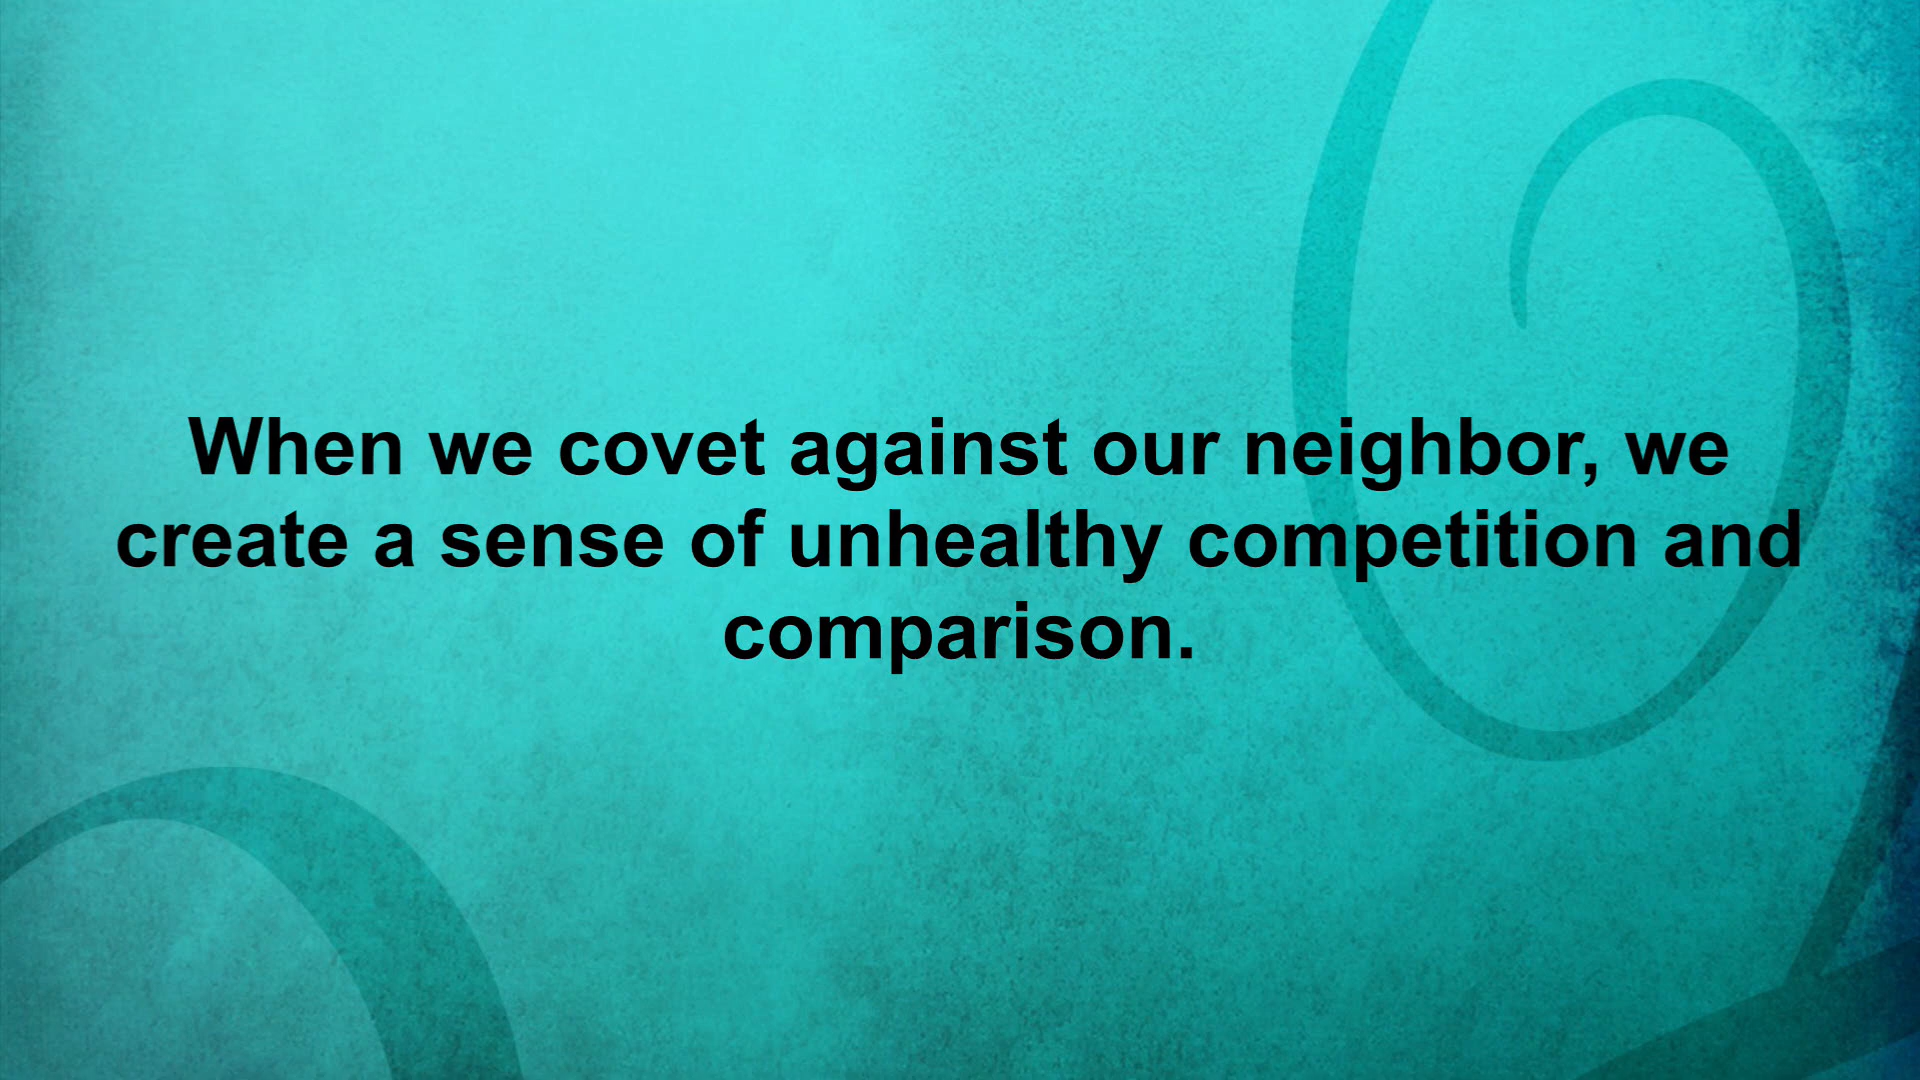 When we covet against our neighbor, we
create a sense of unhealthy competition and
comparison.